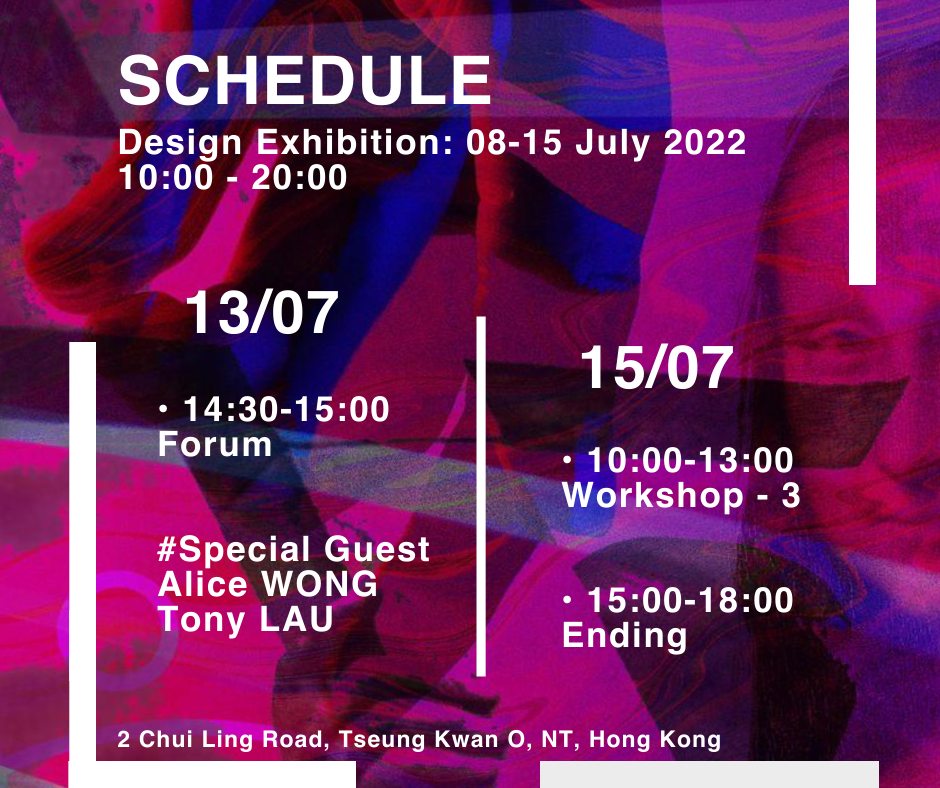 SCHEDULE
Design Exhibition: 08-15 July 2022
10:00 - 20:00
13/07
• 14:30-15:00
Forum
#Special Guest
Alice WONG
Tony LAU
15/07
• 10:00-13:00
Workshop - 3
• 15:00-18:00
Ending
2 Chui Ling Road, Tseung Kwan O, NT, Hong Kong